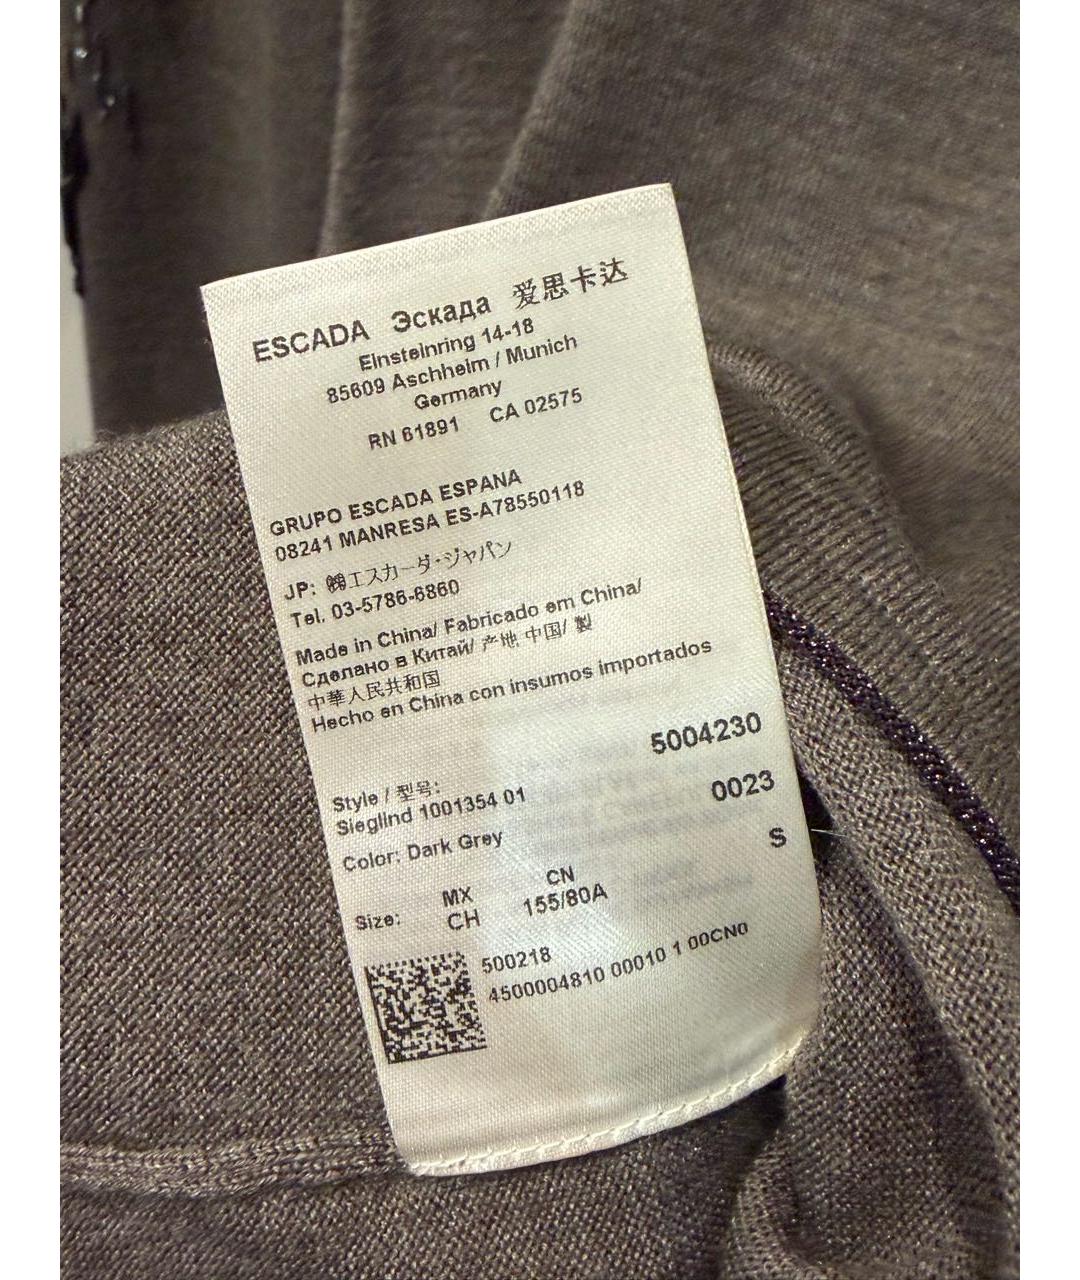 ESCADA Эскада 爱思卡达
Einsteinring 14-18
85609 Aschheim / Munich
Germany
RN 61891 CA 02575
GRUPO ESCADA ESPANA
08241 MANRESA ES-A78550118
JP: ㈱エスカーダ・ジャパン
Tel. 03-5786-6860
Made in China/ Fabricado em China/
Сделано в Китай/ 产地 中国/ 製
中華人民共和国
Hecho en China con insumos importados
5004230
Style / 型号:
Sieglind 1001354 01 0023
Color: Dark Grey
S
MX CN
Size: CH 155/80A
500218
4500004810 00010 1 00CN0